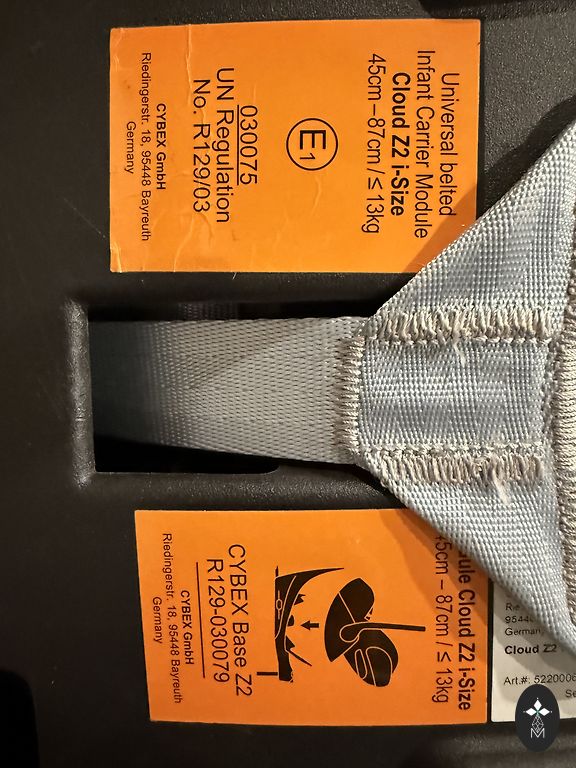 Universal belted
Infant Carrier Module
Cloud Z2 i-Size
45cm–87cm / ≤ 13kg
E1
030075
UN Regulation
No. R129/03
CYBEX GmbH
Riedingerstr. 18, 95448 Bayreuth
Germany
Cloud Z2 i-Size
45cm – 87cm / ≤ 13kg
CYBEX Base Z2
R129-030079
CYBEX GmbH
Riedingerstr. 18, 95448 Bayreuth
Germany
German
Cloud Z2
Art.#:
M